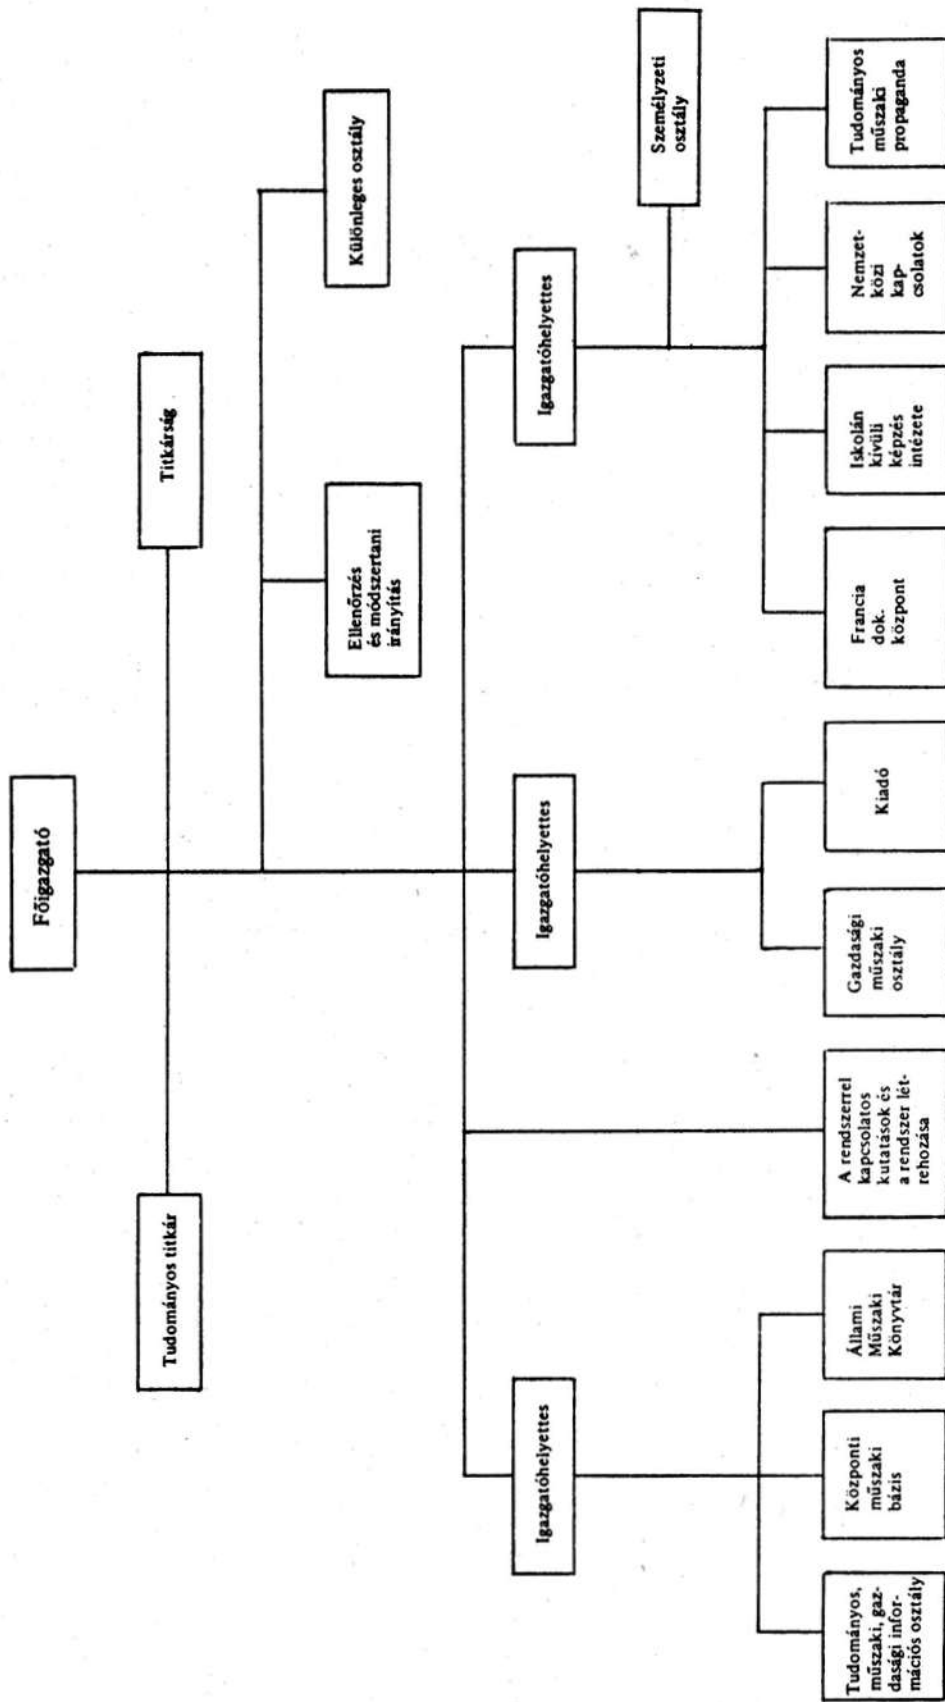 Főigazgató
Tudományos titkár
Titkárság
Ellenőrzés
és módszertani
irányítás
Különleges osztály
Igazgatóhelyettes
Igazgatóhelyettes
Igazgatóhelyettes
Személyzeti
osztály
Tudományos,
műszaki, gaz-
dasági infor-
mációs osztály
Központi
műszaki
bázis
Állami
Műszaki
Könyvtár
A rendszerrel
kapcsolatos
kutatások és
a rendszer lét-
rehozása
Gazdasági
műszaki
osztály
Kiadó
Francia
dok.
központ
Iskolán
kívüli
képzés
intézete
Nemzet-
közi
kap-
csolatok
Tudományos
műszaki
propaganda